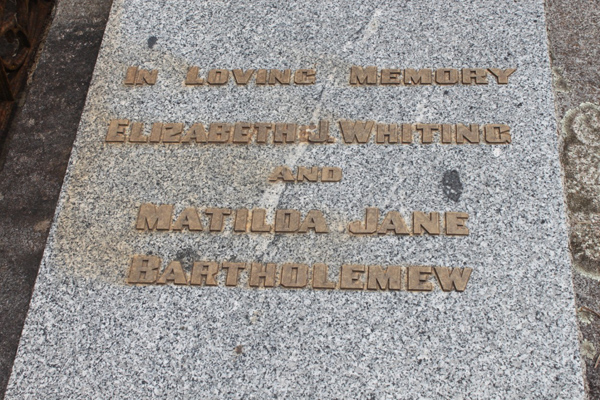 In Loving Memory
Elizabeth J. Whiting
and
Matilda Jane
Bartholemew